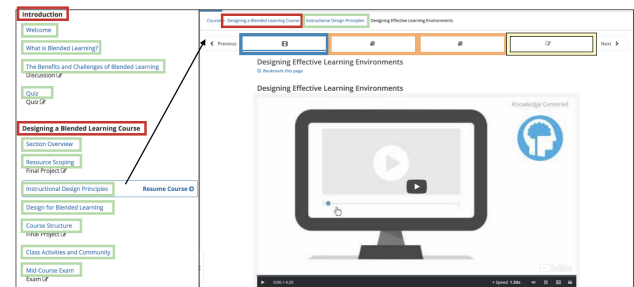 Introduction
Welcome
What is Blended Learning?
The Benefits and Challenges of Blended Learning
Discussion
Quiz
Quiz
Designing a Blended Learning Course
Section Overview
Resource Scoping
Final Project
Instructional Design Principles
Resume Course
Design for Blended Learning
Course Structure
Final Project
Class Activities and Community
Mid-Course Exam
Exam
Course Designing a Blended Learning Course Instructional Design Principles Designing Effective Learning Environments
Previous
Next
Designing Effective Learning Environments
Bookmark this page
Designing Effective Learning Environments
Knowledge Centered
YouTube
0:00 / 4:25
Speed 1.50x